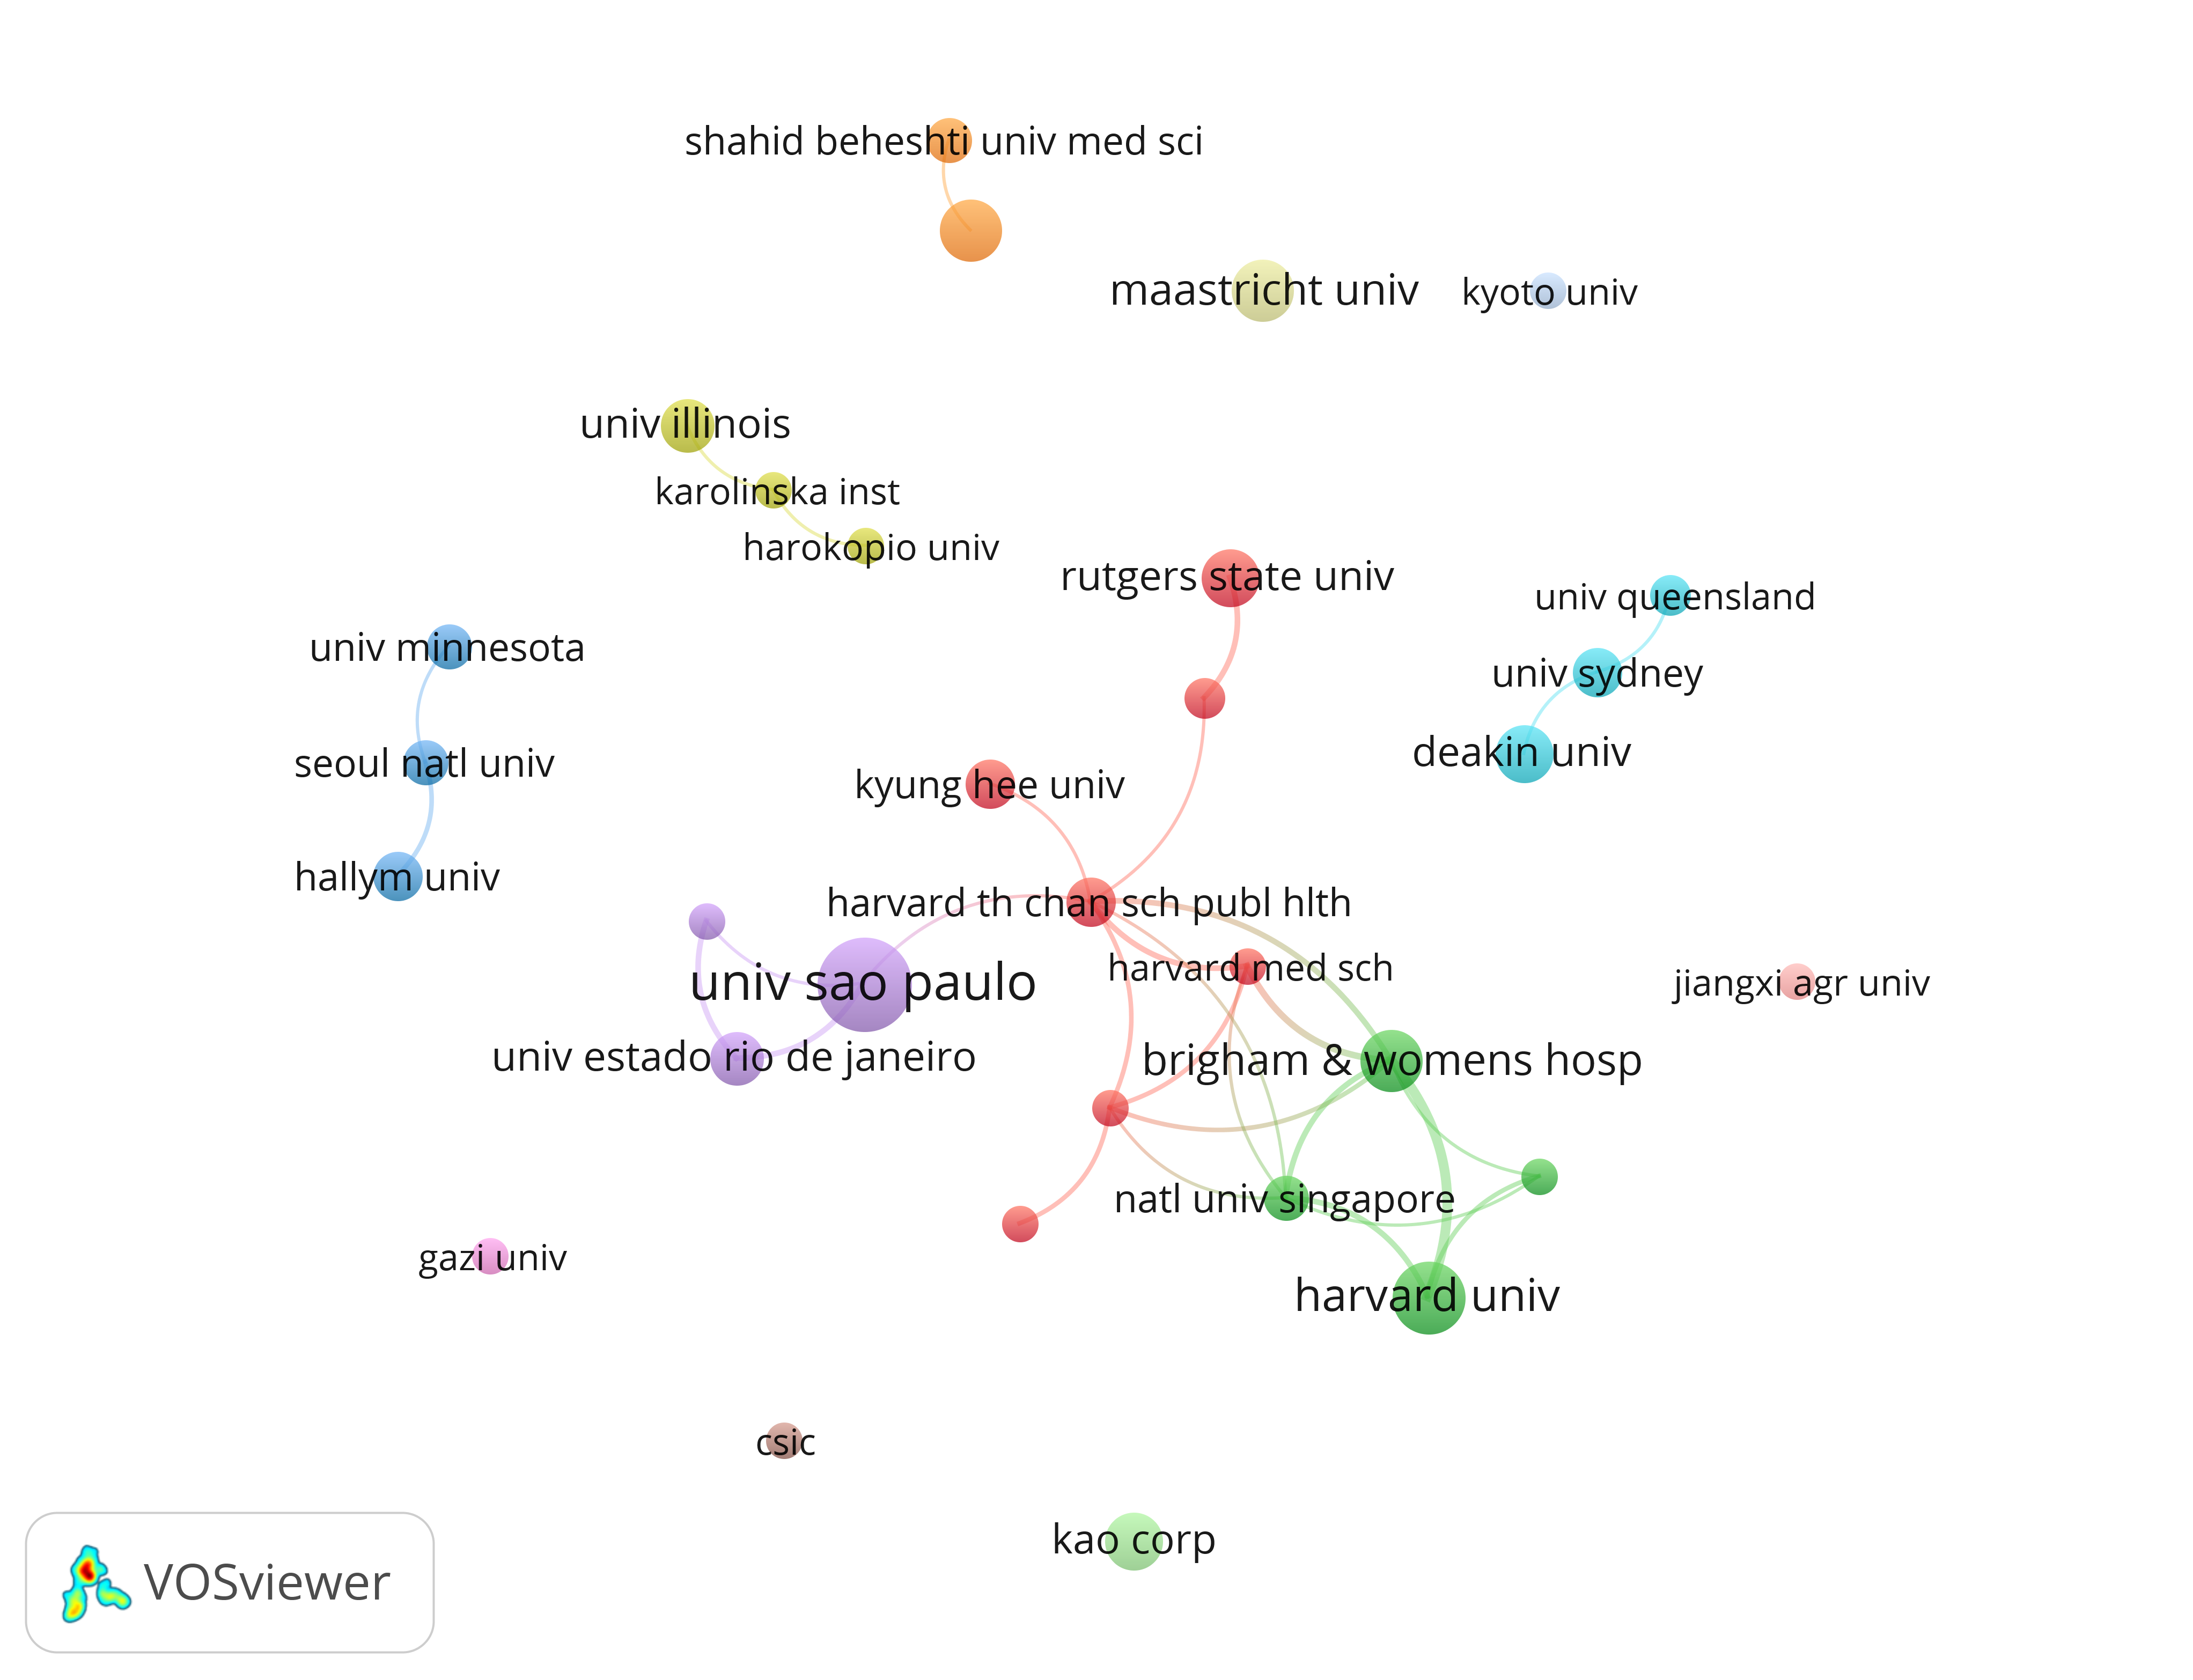 shahid beheshti univ med sci
maastricht univ
kyoto univ
univ illinois
karolinska inst
harokopio univ
rutgers state univ
univ queensland
univ minnesota
univ sydney
deakin univ
seoul natl univ
kyung hee univ
hallym univ
harvard th chan sch publ hlth
harvard med sch
univ sao paulo
jiangxi agr univ
univ estado rio de janeiro
brigham & womens hosp
natl univ singapore
gazi univ
harvard univ
csic
kao corp
VOSviewer